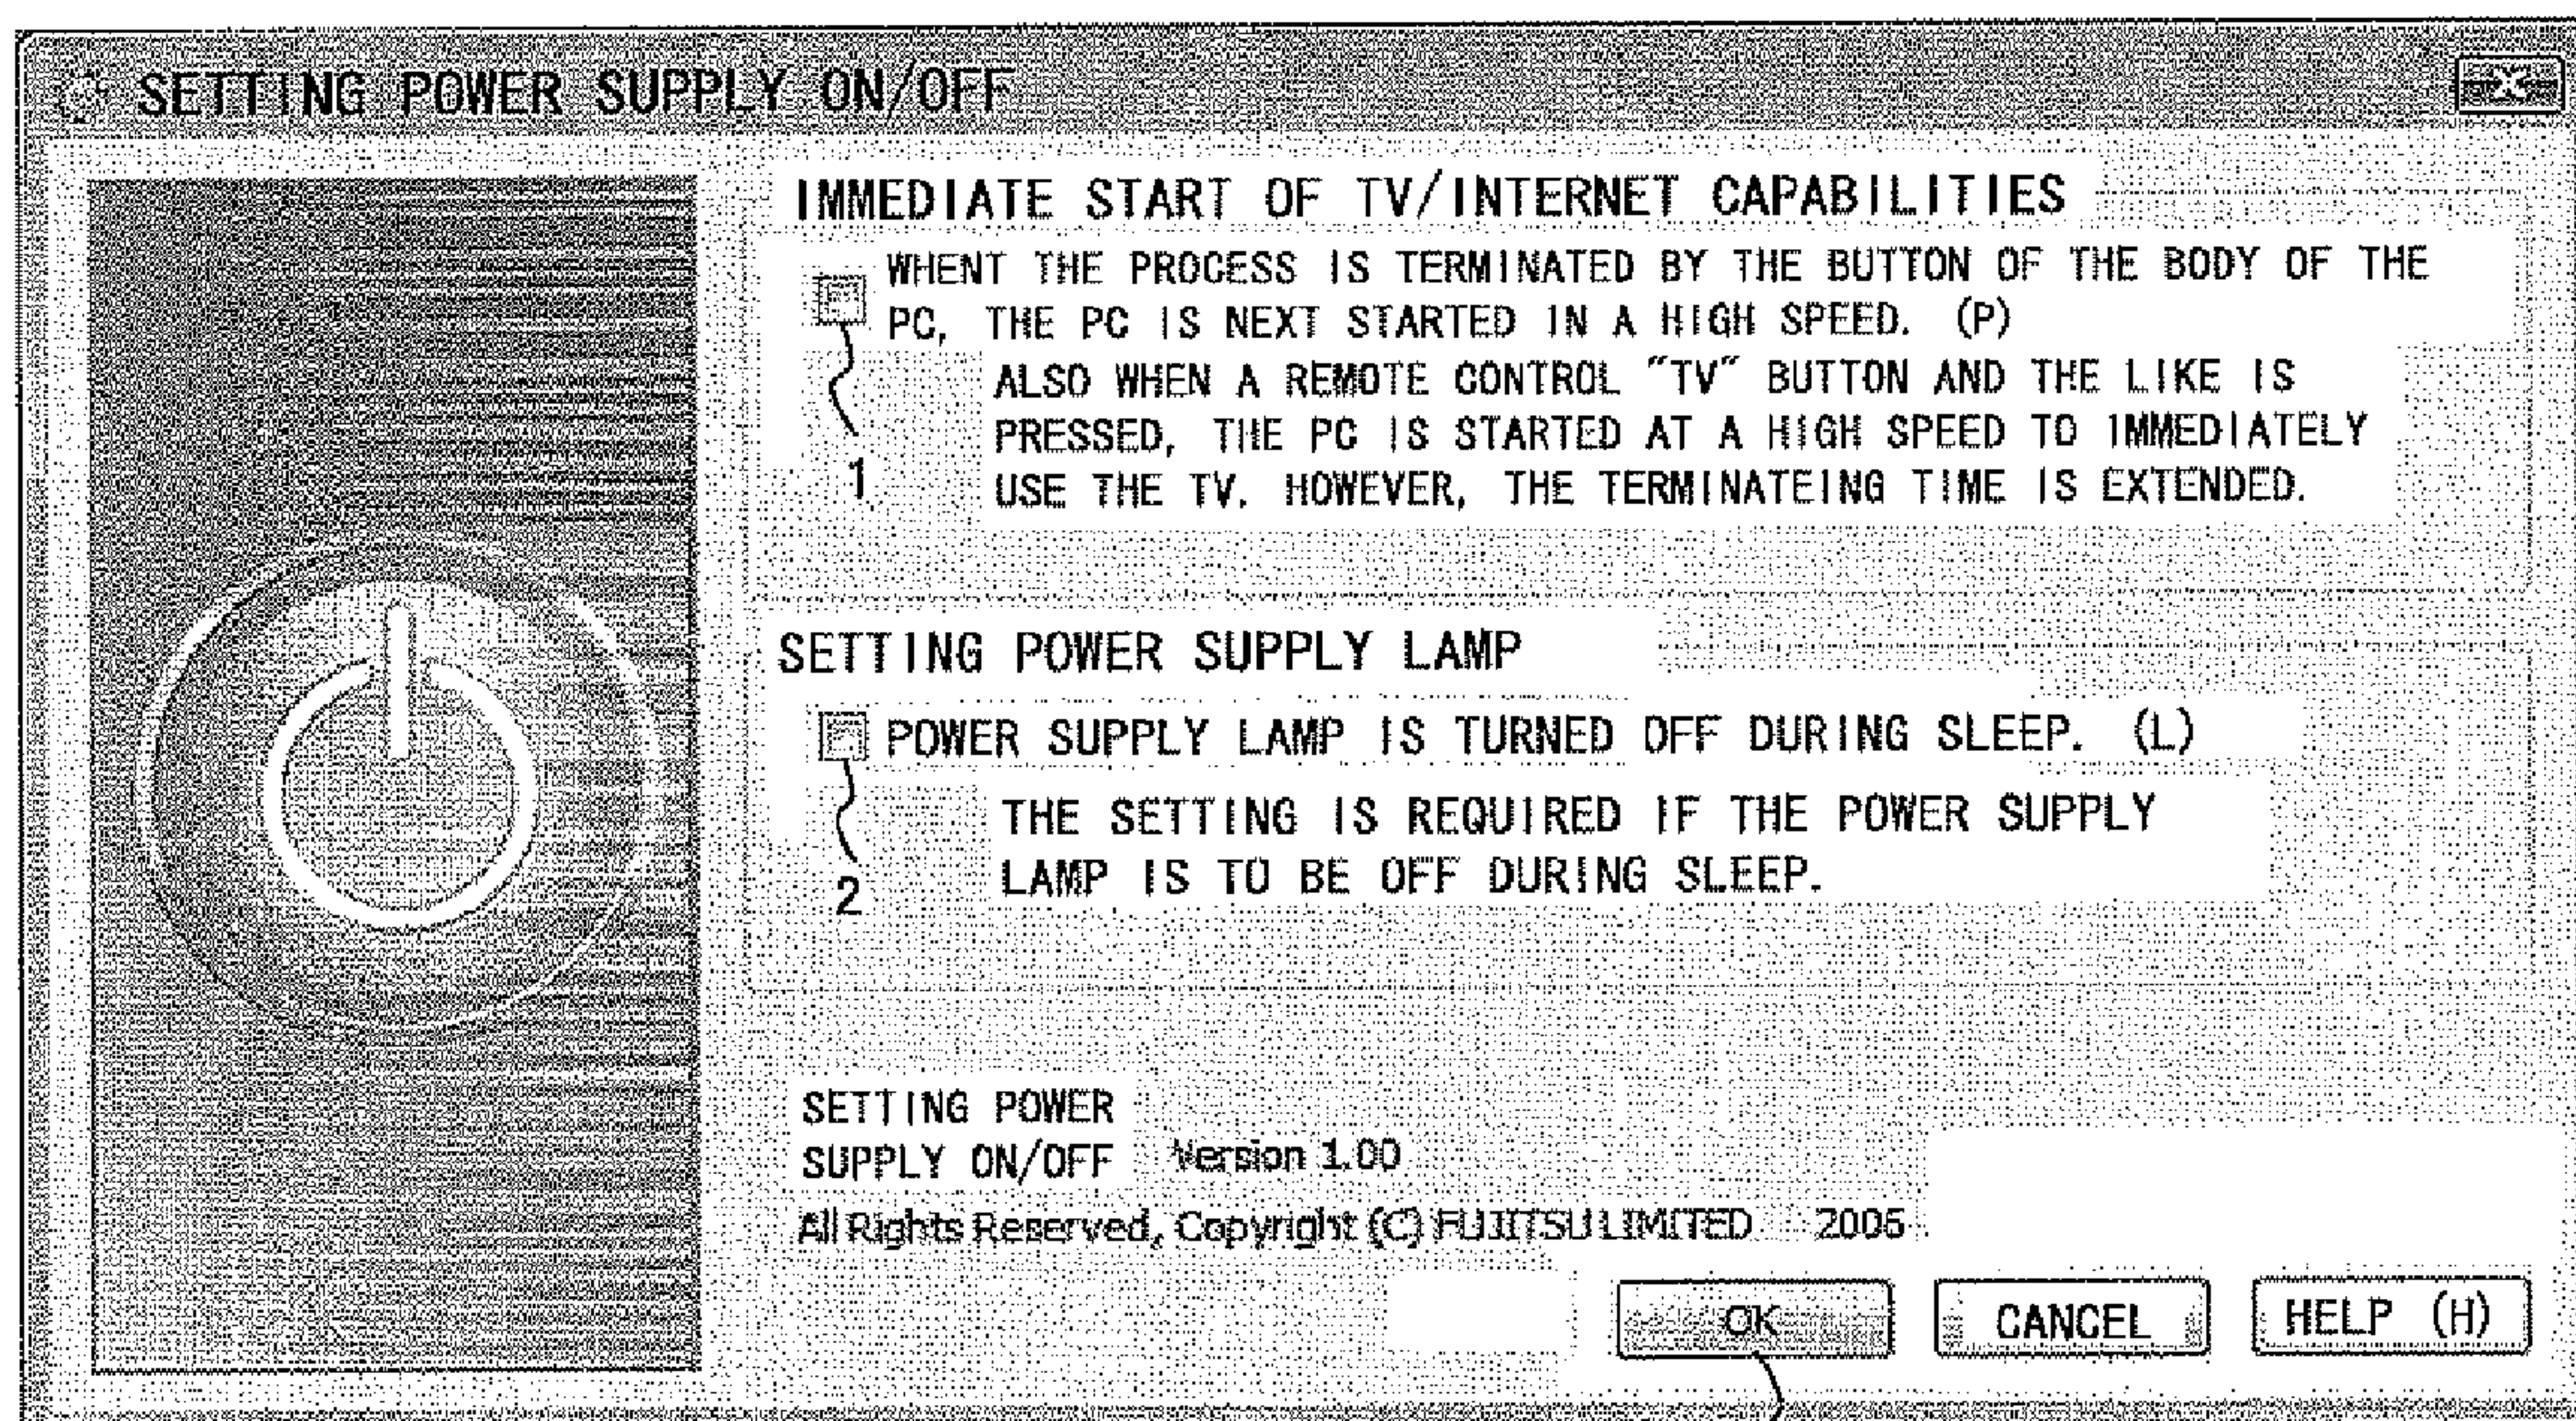 SETTING POWER SUPPLY ON/OFF
X
IMMEDIATE START OF TV/INTERNET CAPABILITIES
WHENT THE PROCESS IS TERMINATED BY THE BUTTON OF THE BODY OF THE
PC, THE PC IS NEXT STARTED IN A HIGH SPEED. (P)
ALSO WHEN A REMOTE CONTROL "TV" BUTTON AND THE LIKE IS
PRESSED, THE PC IS STARTED AT A HIGH SPEED TO IMMEDIATELY
USE THE TV. HOWEVER, THE TERMINATEING TIME IS EXTENDED.
1
SETTING POWER SUPPLY LAMP
POWER SUPPLY LAMP IS TURNED OFF DURING SLEEP. (L)
THE SETTING IS REQUIRED IF THE POWER SUPPLY
LAMP IS TO BE OFF DURING SLEEP.
2
SETTING POWER
SUPPLY ON/OFF Version 1.00
All Rights Reserved, Copyright (C) FUJITSU LIMITED 2006
OK CANCEL HELP (H)